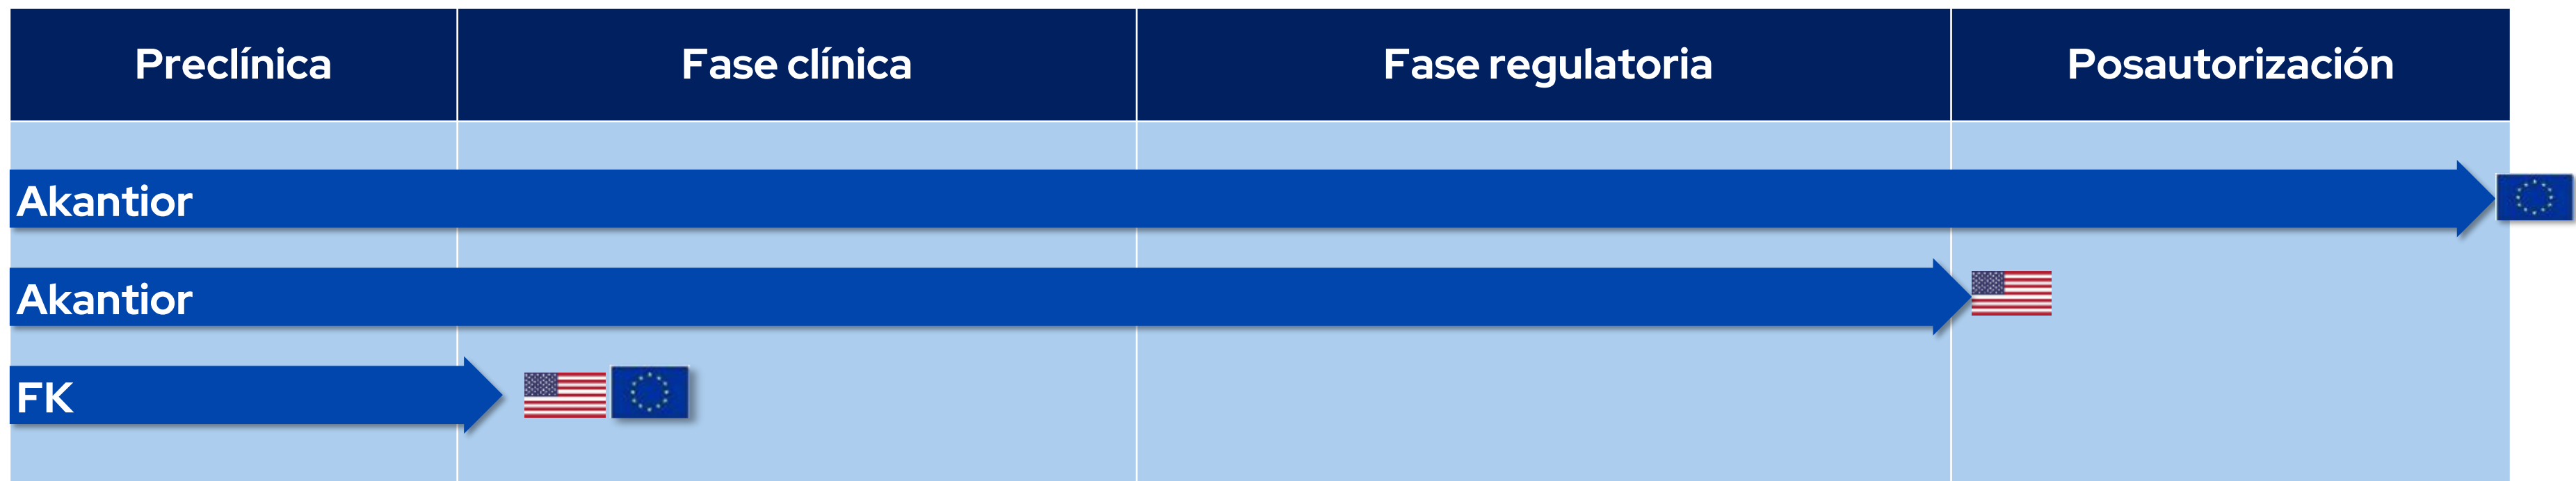 Preclínica Fase clínica Fase regulatoria Posautorización
Akantior
Akantior
FK